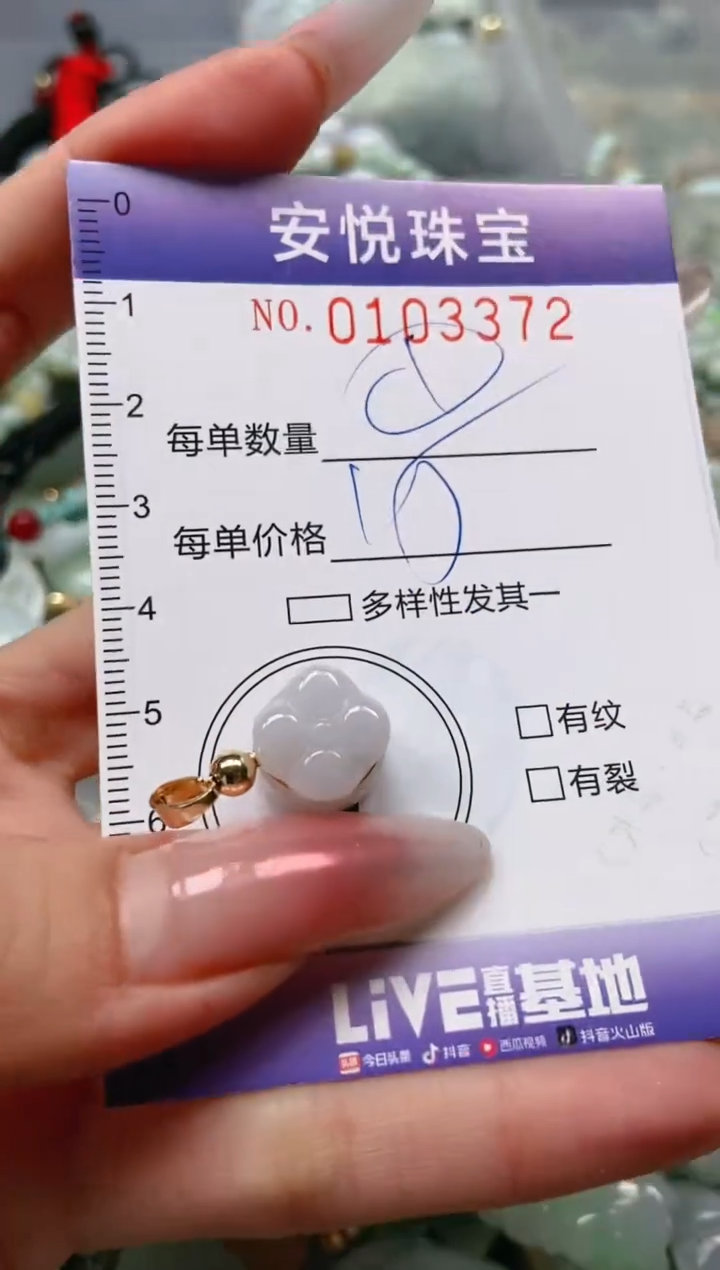 安悦珠宝
NO.0103372
每单数量
每单价格
多样性发其一
有纹
有裂
0
1
2
3
4
5
6
LiVE直播基地
头条 今日头条 抖音 西瓜视频 抖音火山版